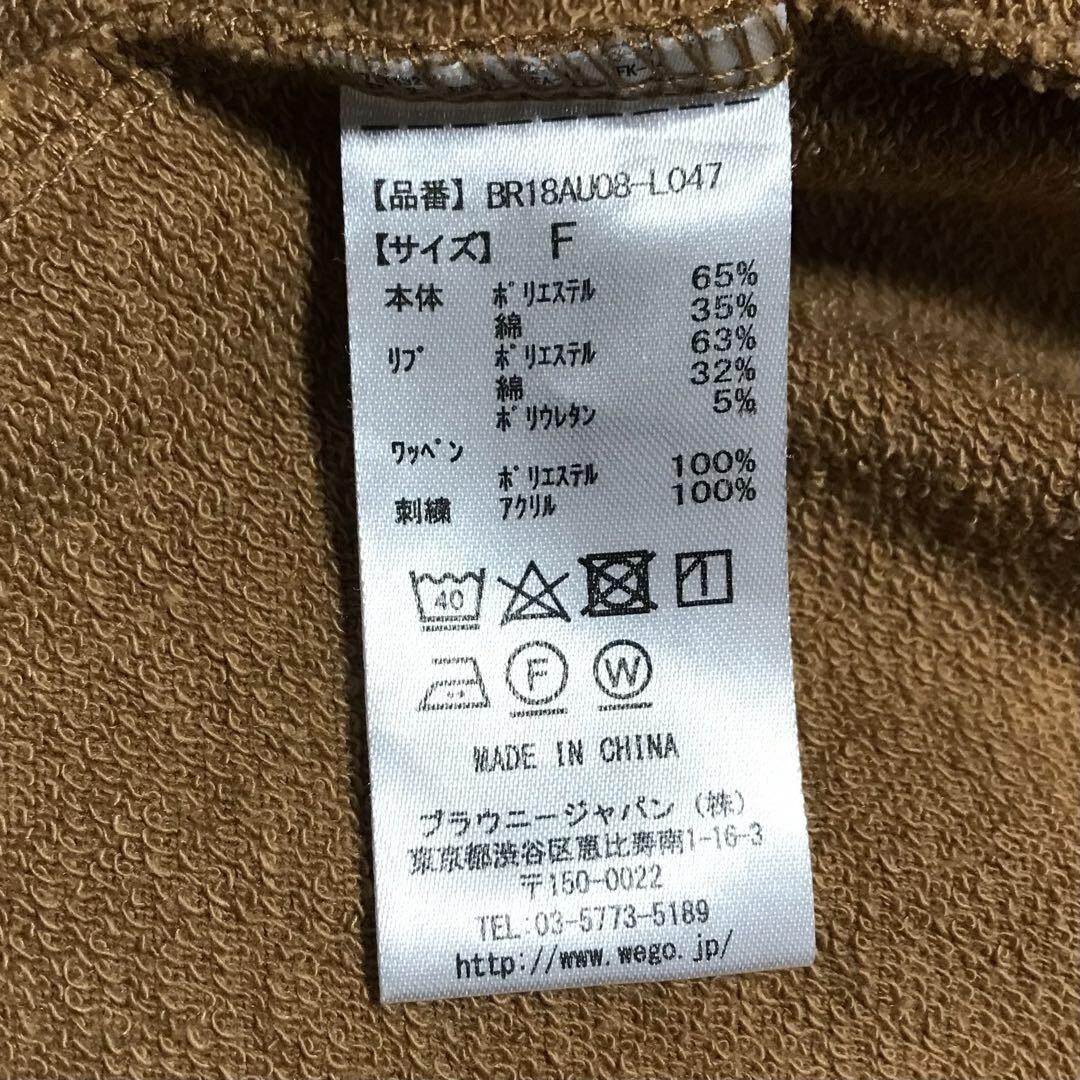 FK-
【品番】 BR18AU08-L047
【サイズ】 F
本体 ﾎﾟﾘｴｽﾃﾙ 65%
綿 35%
ﾘﾌﾞ ﾎﾟﾘｴｽﾃﾙ 63%
綿 32%
ﾎﾟﾘｳﾚﾀﾝ 5%
ﾜｯﾍﾟﾝ
ﾎﾟﾘｴｽﾃﾙ 100%
刺繍 ｱｸﾘﾙ 100%
40
F W
MADE IN CHINA
ブラウニージャパン（株）
東京都渋谷区恵比寿南1-16-3
〒150-0022
TEL:03-5773-5189
http://www.wego.jp/